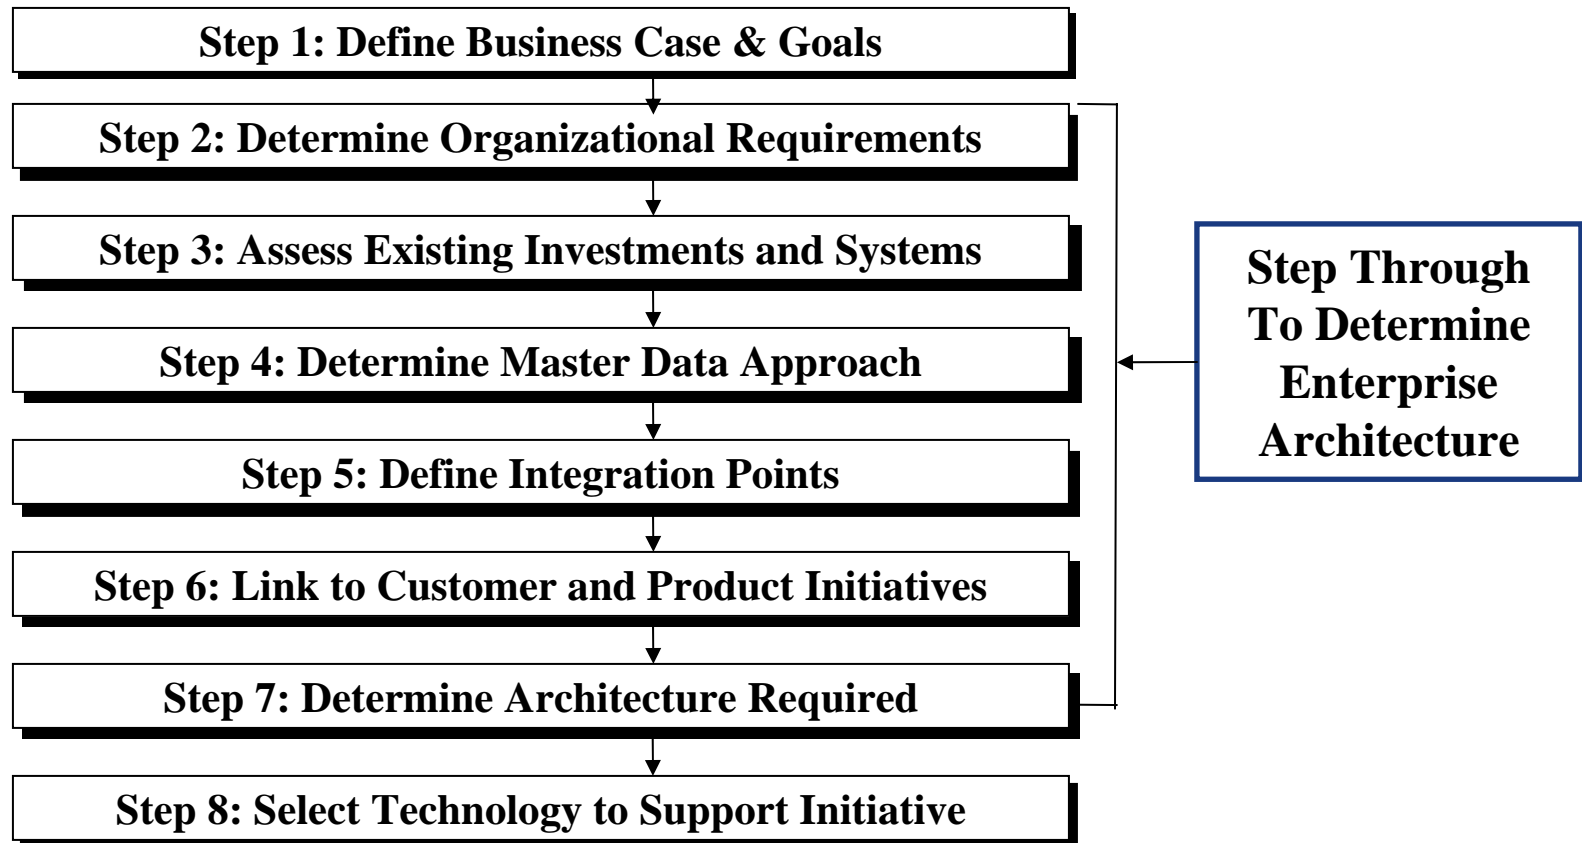 Step 1: Define Business Case & Goals
Step 2: Determine Organizational Requirements
Step 3: Assess Existing Investments and Systems
Step 4: Determine Master Data Approach
Step 5: Define Integration Points
Step 6: Link to Customer and Product Initiatives
Step 7: Determine Architecture Required
Step 8: Select Technology to Support Initiative
Step Through
To Determine
Enterprise
Architecture